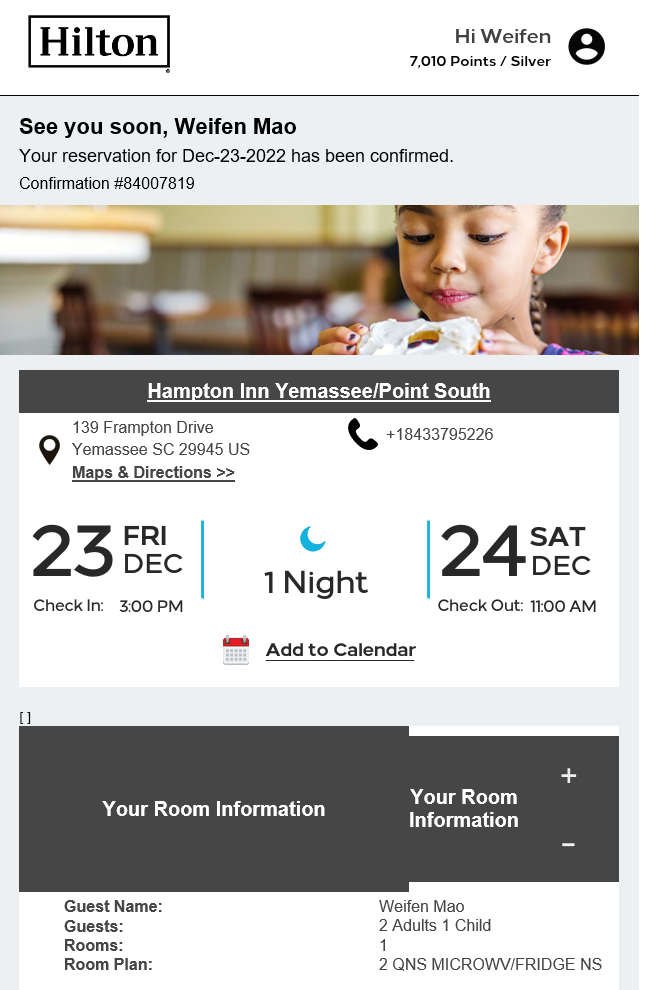 Hilton
Hi Weifen
7,010 Points / Silver
See you soon, Weifen Mao
Your reservation for Dec-23-2022 has been confirmed.
Confirmation #84007819
Hampton Inn Yemassee/Point South
139 Frampton Drive
Yemassee SC 29945 US
Maps & Directions >>
+18433795226
23 FRI DEC
Check In: 3:00 PM
1 Night
24 SAT DEC
Check Out: 11:00 AM
Add to Calendar
[ ]
Your Room Information
Your Room
Information
+
−
Guest Name: Weifen Mao
Guests: 2 Adults 1 Child
Rooms: 1
Room Plan: 2 QNS MICROWV/FRIDGE NS